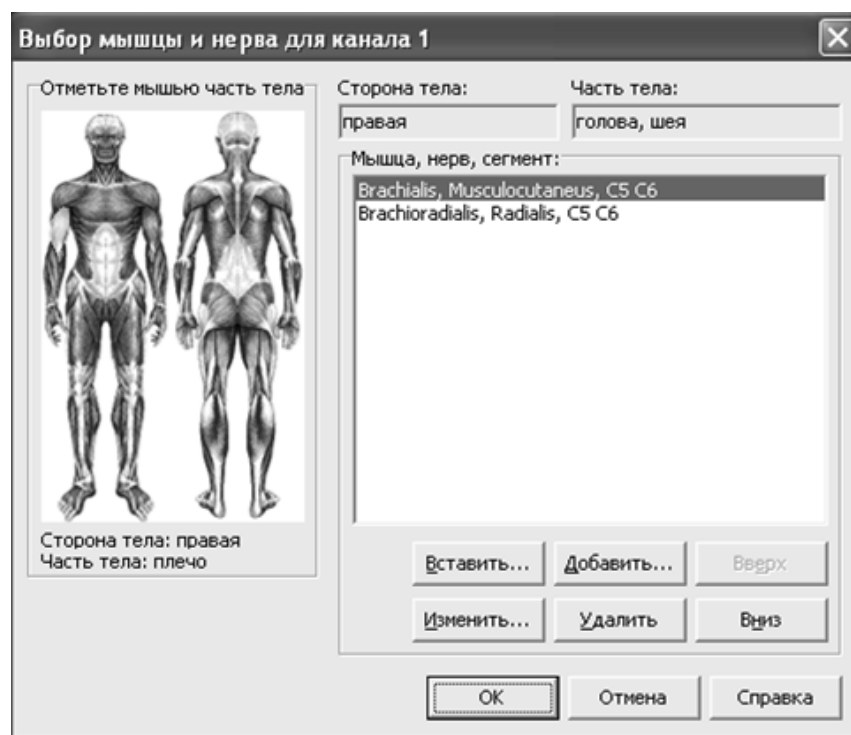 Выбор мышцы и нерва для канала 1
Отметьте мышью часть тела
Сторона тела: правая
Часть тела: плечо
Сторона тела:
Часть тела:
правая
голова, шея
Мышца, нерв, сегмент:
Brachialis, Musculocutaneus, C5 C6
Brachioradialis, Radialis, C5 C6
Вставить...
Добавить...
Вверх
Изменить...
Удалить
Вниз
ОК
Отмена
Справка